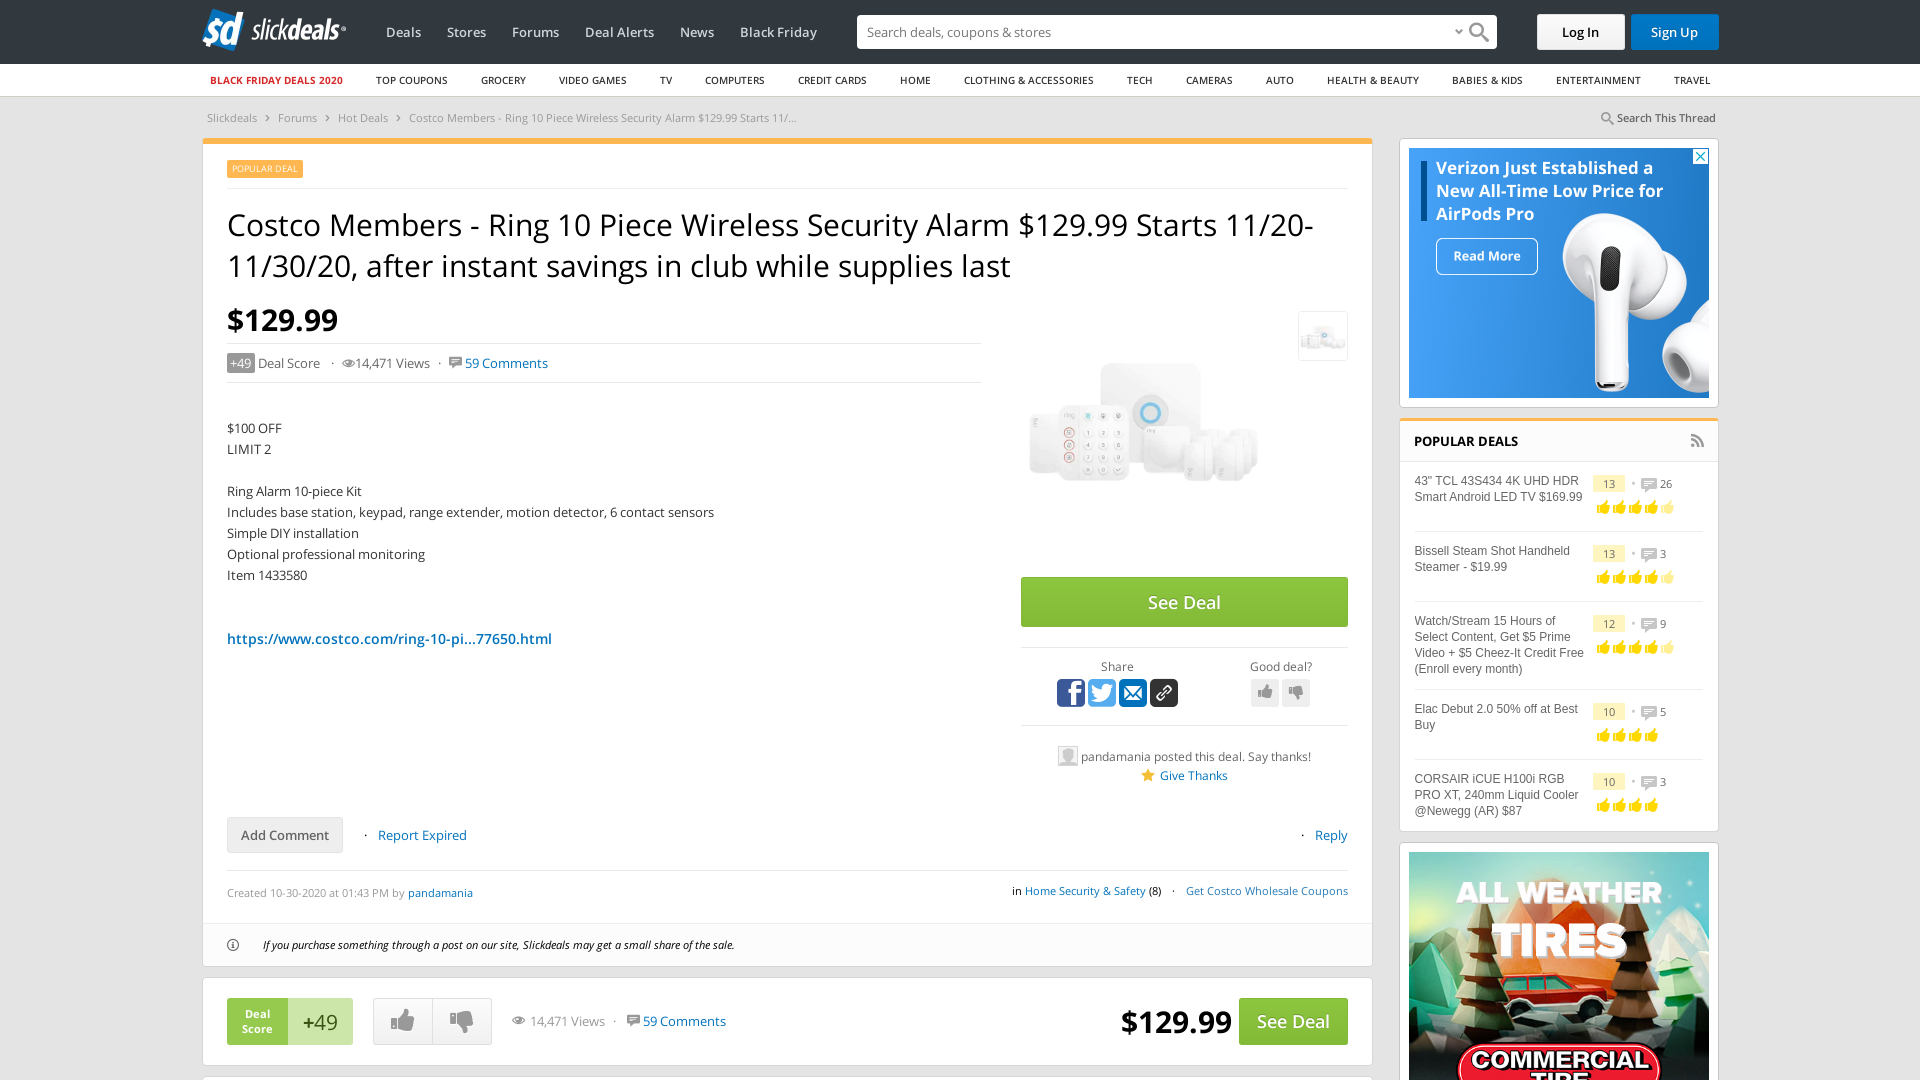 slickdeals
Deals
Stores
Forums
Deal Alerts
News
Black Friday
Search deals, coupons & stores
Log In
Sign Up
BLACK FRIDAY DEALS 2020
TOP COUPONS
GROCERY
VIDEO GAMES
TV
COMPUTERS
CREDIT CARDS
HOME
CLOTHING & ACCESSORIES
TECH
CAMERAS
AUTO
HEALTH & BEAUTY
BABIES & KIDS
ENTERTAINMENT
TRAVEL
Slickdeals > Forums > Hot Deals > Costco Members - Ring 10 Piece Wireless Security Alarm $129.99 Starts 11/...
Search This Thread
POPULAR DEAL
Costco Members - Ring 10 Piece Wireless Security Alarm $129.99 Starts 11/20-
11/30/20, after instant savings in club while supplies last
$129.99
+49 Deal Score · 14,471 Views · 59 Comments
$100 OFF
LIMIT 2
Ring Alarm 10-piece Kit
Includes base station, keypad, range extender, motion detector, 6 contact sensors
Simple DIY installation
Optional professional monitoring
Item 1433580
https://www.costco.com/ring-10-pi...77650.html
See Deal
Share
Good deal?
pandamania posted this deal. Say thanks!
Give Thanks
Add Comment · Report Expired
· Reply
Created 10-30-2020 at 01:43 PM by pandamania
in Home Security & Safety (8) · Get Costco Wholesale Coupons
If you purchase something through a post on our site, Slickdeals may get a small share of the sale.
Deal
Score
+49
14,471 Views · 59 Comments
$129.99
See Deal
Verizon Just Established a
New All-Time Low Price for
AirPods Pro
Read More
POPULAR DEALS
43" TCL 43S434 4K UHD HDR
Smart Android LED TV $169.99
13 • 26
Bissell Steam Shot Handheld
Steamer - $19.99
13 • 3
Watch/Stream 15 Hours of
Select Content, Get $5 Prime
Video + $5 Cheez-It Credit Free
(Enroll every month)
12 • 9
Elac Debut 2.0 50% off at Best
Buy
10 • 5
CORSAIR iCUE H100i RGB
PRO XT, 240mm Liquid Cooler
@Newegg (AR) $87
10 • 3
ALL WEATHER
TIRES
COMMERCIAL
TIRE